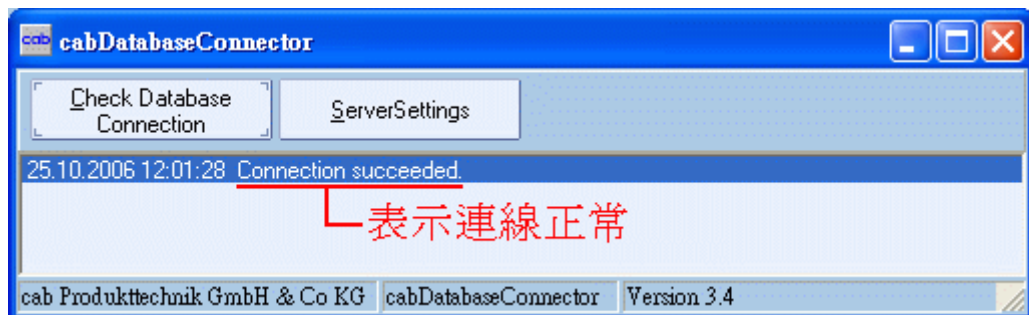 cab cabDatabaseConnector
Check Database
Connection
ServerSettings
25.10.2006 12:01:28 Connection succeeded.
表示連線正常
cab Produkttechnik GmbH & Co KG cabDatabaseConnector Version 3.4